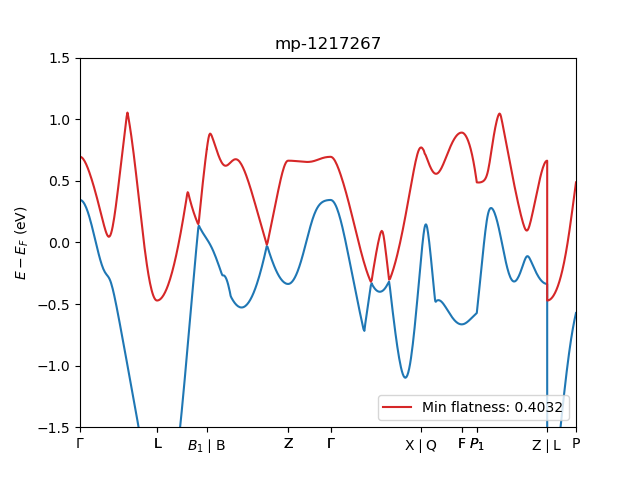 mp-1217267
E − E_F (eV)
1.5
1.0
0.5
0.0
−0.5
−1.0
−1.5
Min flatness: 0.4032
Γ L B₁ | B Z Γ X | Q F P₁ Z | L P